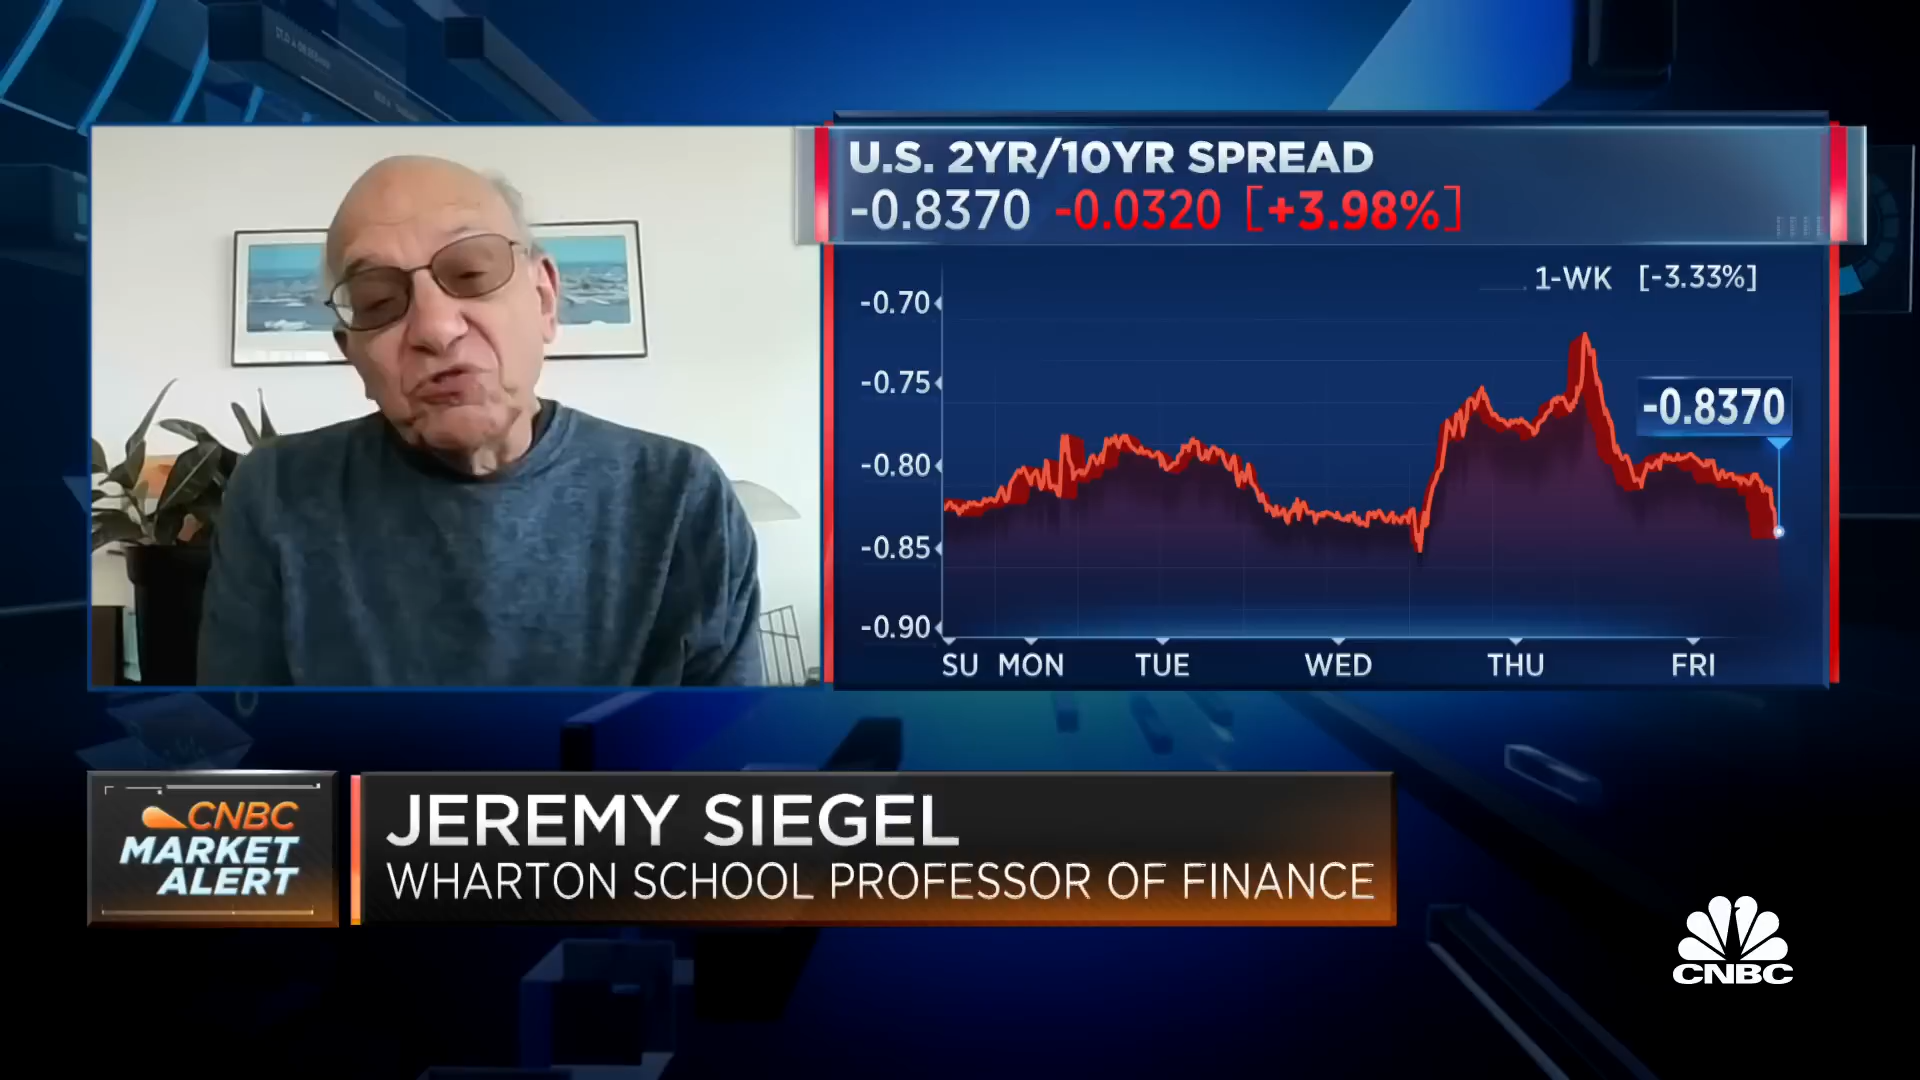 U.S. 2YR/10YR SPREAD
-0.8370 -0.0320 [+3.98%]
1-WK [-3.33%]
-0.70
-0.75
-0.80
-0.85
-0.90
-0.8370
SU MON TUE WED THU FRI
CNBC
MARKET
ALERT
JEREMY SIEGEL
WHARTON SCHOOL PROFESSOR OF FINANCE
CNBC